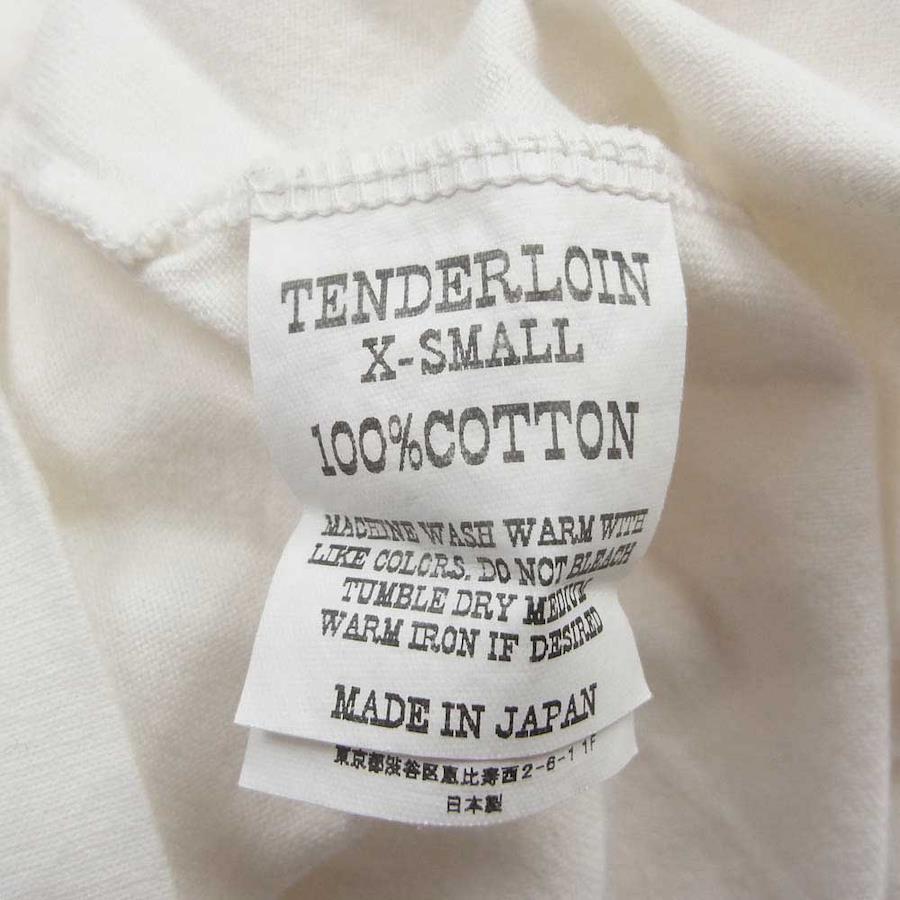 TENDERLOIN
X-SMALL
100%COTTON
MACHINE WASH WARM WITH
LIKE COLORS. DO NOT BLEACH
TUMBLE DRY MEDIUM
WARM IRON IF DESIRED
MADE IN JAPAN
東京都渋谷区恵比寿西2-6-1 1F
日本製